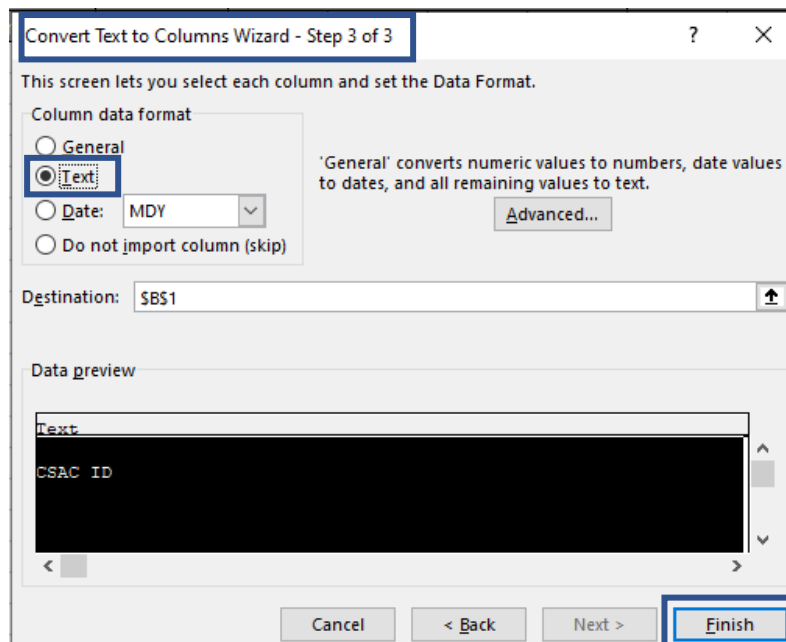 Convert Text to Columns Wizard - Step 3 of 3
?
This screen lets you select each column and set the Data Format.
Column data format
General
Text
Date: MDY
Do not import column (skip)
'General' converts numeric values to numbers, date values
to dates, and all remaining values to text.
Advanced...
Destination: $B$1
Data preview
Text
CSAC ID
Cancel < Back Next > Finish